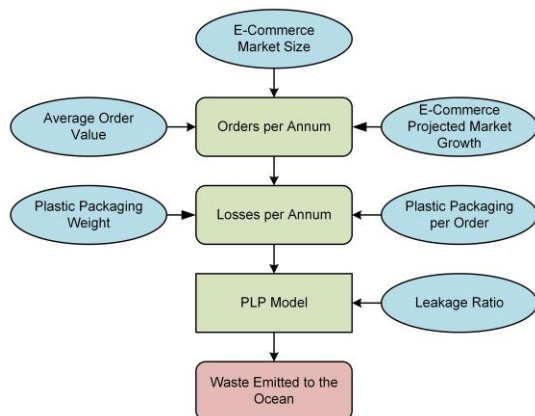 E-Commerce
Market Size
Average Order
Value
Orders per Annum
E-Commerce
Projected Market
Growth
Plastic Packaging
Weight
Losses per Annum
Plastic Packaging
per Order
PLP Model
Leakage Ratio
Waste Emitted to the
Ocean